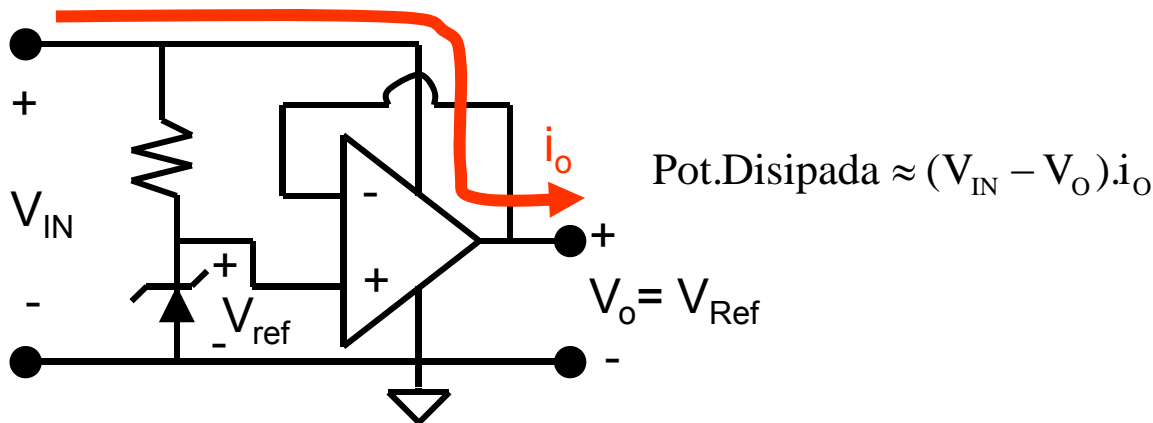 +
V_IN
-
+
V_ref
-
-
+
i_o
+
V_o= V_Ref
-
Pot.Disipada ≈ (V_IN – V_O).i_O